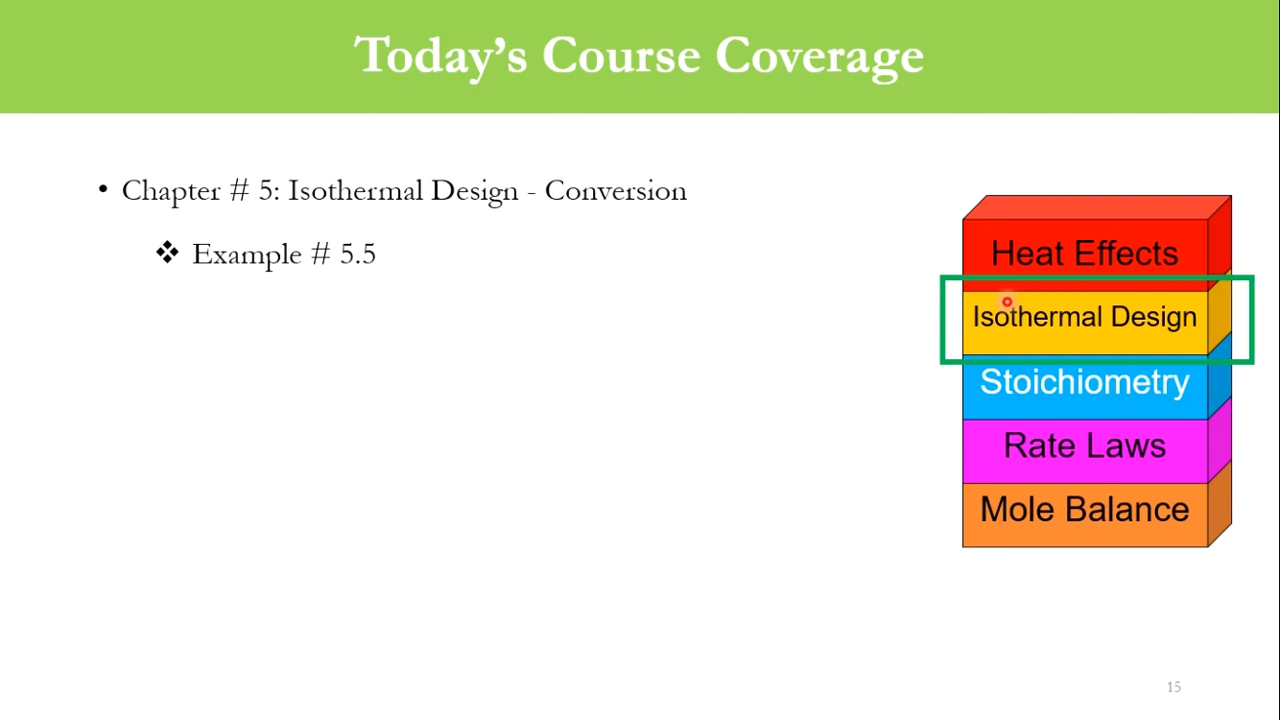 Today’s Course Coverage
• Chapter # 5: Isothermal Design - Conversion
❖ Example # 5.5
Heat Effects
Isothermal Design
Stoichiometry
Rate Laws
Mole Balance
15